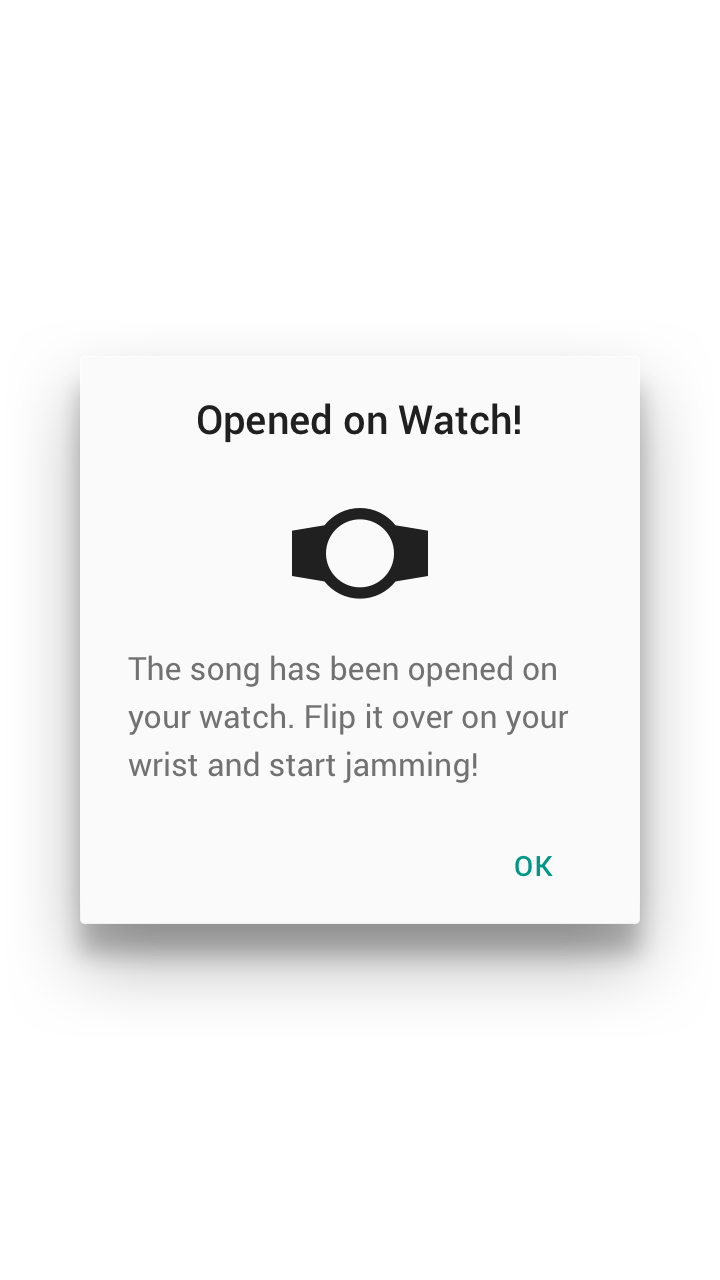 Opened on Watch!
The song has been opened on
your watch. Flip it over on your
wrist and start jamming!
OK